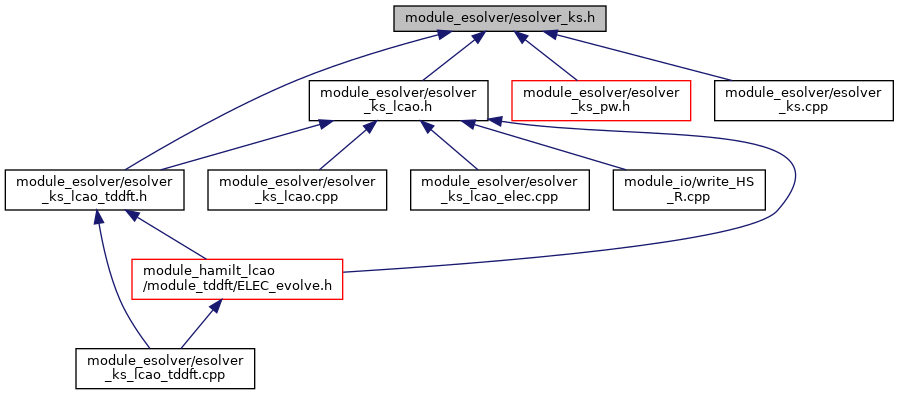 module_esolver/esolver_ks.h
module_esolver/esolver
_ks_lcao.h
module_esolver/esolver
_ks_pw.h
module_esolver/esolver
_ks.cpp
module_esolver/esolver
_ks_lcao_tddft.h
module_esolver/esolver
_ks_lcao.cpp
module_esolver/esolver
_ks_lcao_elec.cpp
module_io/write_HS
_R.cpp
module_hamilt_lcao
/module_tddft/ELEC_evolve.h
module_esolver/esolver
_ks_lcao_tddft.cpp